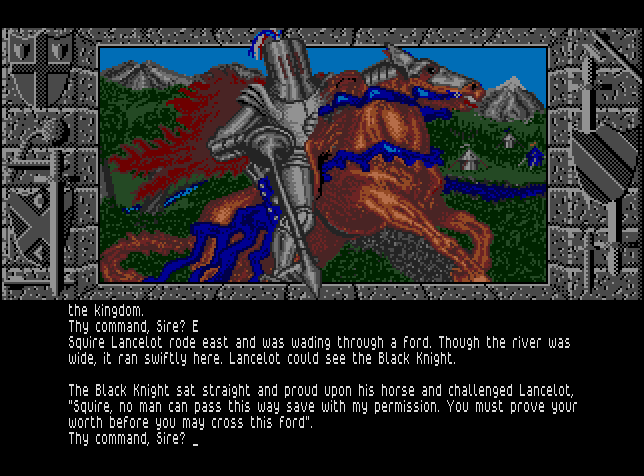 the kingdom.
Thy command, Sire? E
Squire Lancelot rode east and was wading through a ford. Though the river was
wide, it ran swiftly here. Lancelot could see the Black Knight.
The Black Knight sat straight and proud upon his horse and challenged Lancelot,
"Squire, no man can pass this way save with my permission. You must prove your
worth before you may cross this ford".
Thy command, Sire? _